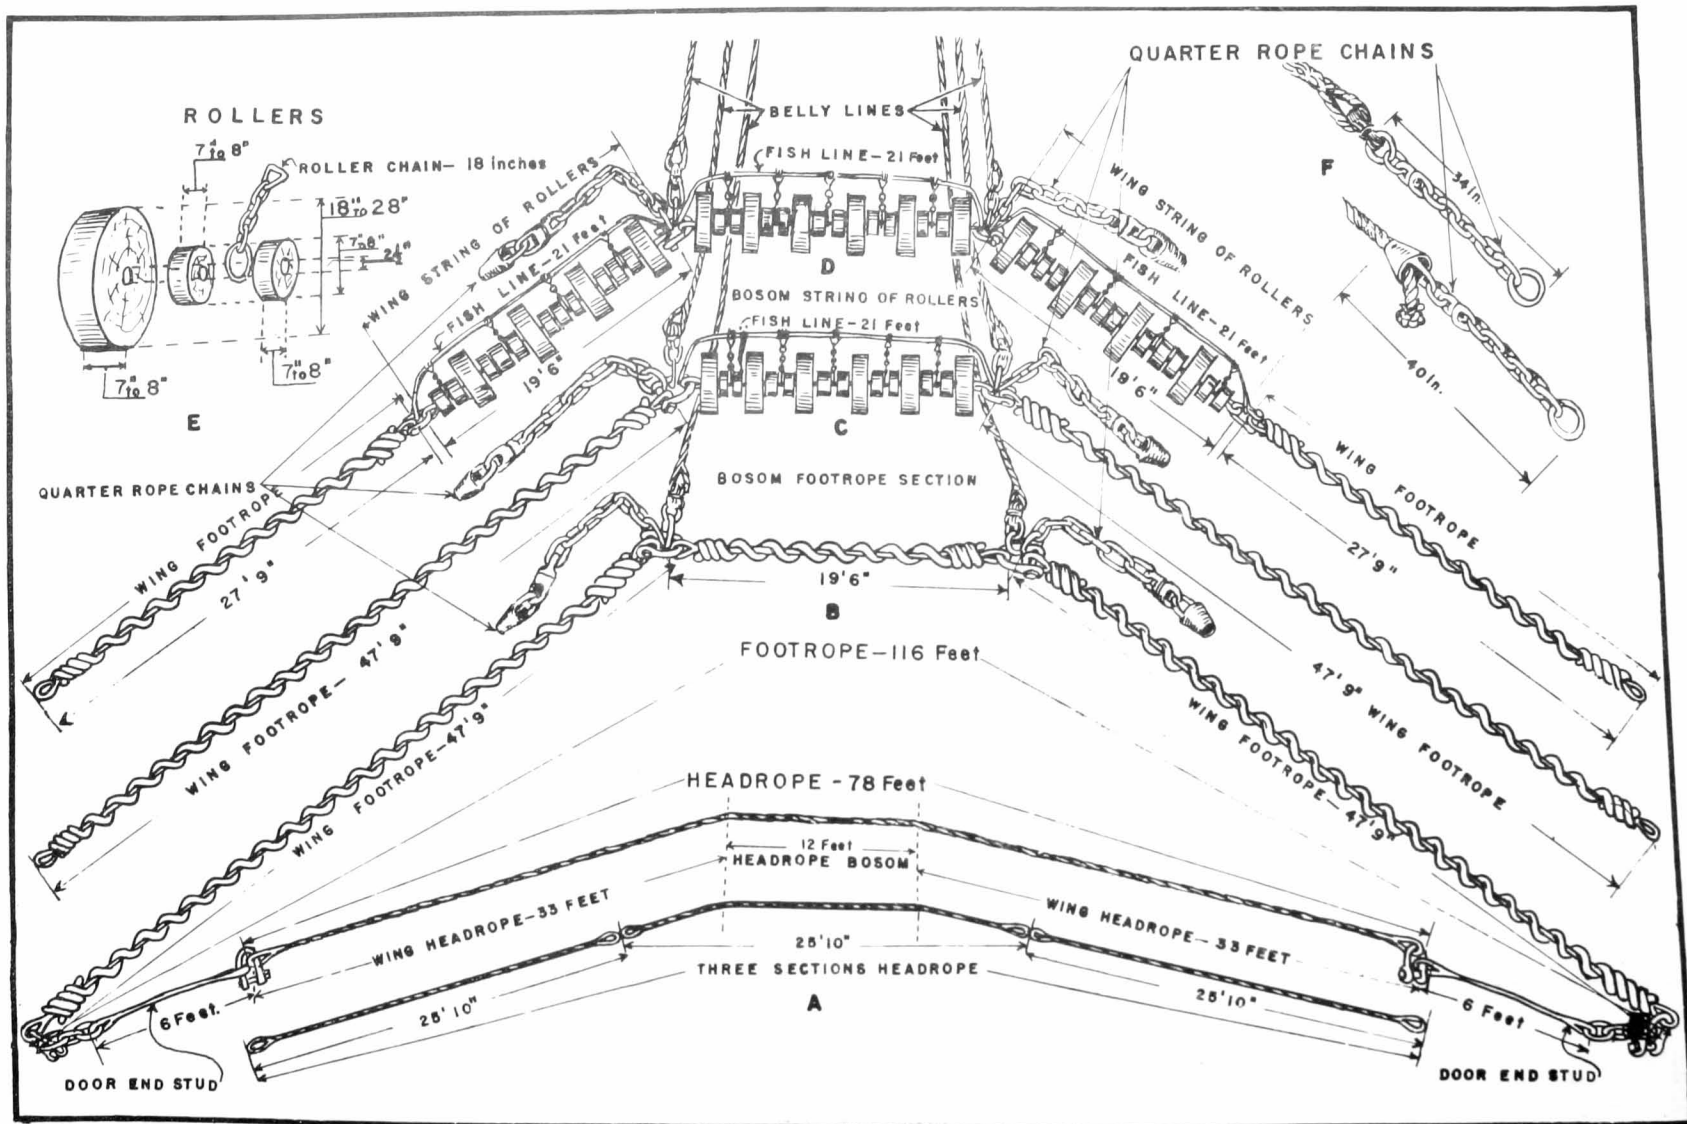 QUARTER ROPE CHAINS
ROLLERS
7" to 8"
ROLLER CHAIN— 18 inches
18" to 28"
7" to 8"
2¼"
7" to 8"
7" to 8"
E
BELLY LINES
FISH LINE—21 Feet
WING STRING OF ROLLERS
FISH LINE—21 Feet
19'6"
D
BOSOM STRING OF ROLLERS
FISH LINE—21 Feet
C
BOSOM FOOTROPE SECTION
WING STRING OF ROLLERS
FISH LINE—21 Feet
19'6"
F
34in.
40in.
QUARTER ROPE CHAINS
WING FOOTROPE
27'9"
WING FOOTROPE
27'9"
19'6"
B
FOOTROPE—116 Feet
WING FOOTROPE— 47'9"
47'9" WING FOOTROPE
WING FOOTROPE—47'9"
WING FOOTROPE—47'9"
HEADROPE -78 Feet
12 Feet
HEADROPE BOSOM
WING HEADROPE-33 FEET
WING HEADROPE— 33 FEET
25'10"
THREE SECTIONS HEADROPE
A
6 Feet.
25'10"
25'10"
6 Feet
DOOR END STUD
DOOR END STUD